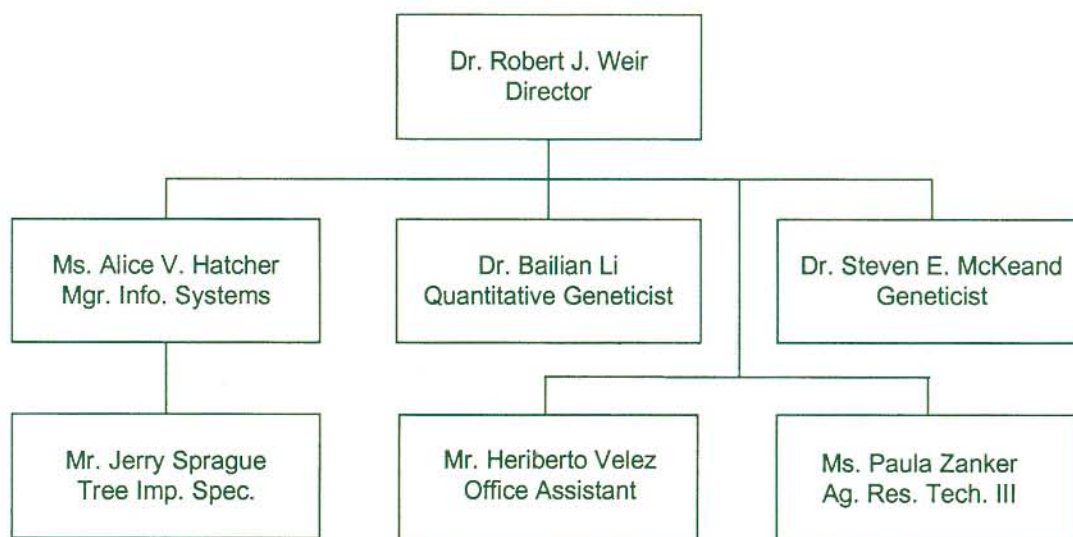 Dr. Robert J. Weir
Director
Ms. Alice V. Hatcher
Mgr. Info. Systems
Dr. Bailian Li
Quantitative Geneticist
Dr. Steven E. McKeand
Geneticist
Mr. Jerry Sprague
Tree Imp. Spec.
Mr. Heriberto Velez
Office Assistant
Ms. Paula Zanker
Ag. Res. Tech. III